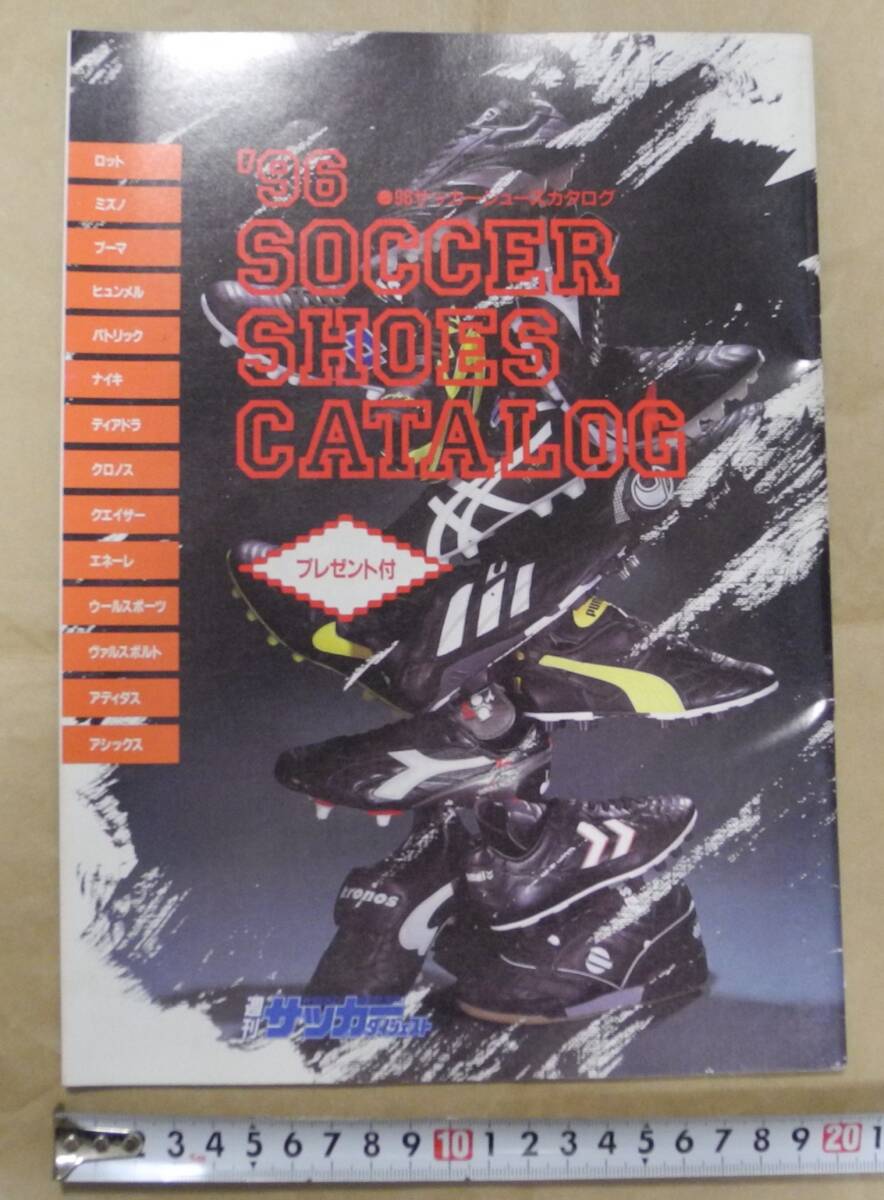 '96
●96サッカーシューズカタログ
SOCCER
SHOES
CATALOG
ロット
ミズノ
プーマ
ヒュンメル
パトリック
ナイキ
ディアドラ
クロノス
クエイサー
エネーレ
ウールスポーツ
ヴァルスポルト
アディダス
アシックス
プレゼント付
kronos
週刊サッカーダイジェスト
2 3 4 5 6 7 8 9 10 1 2 3 4 5 6 7 8 9 20 1